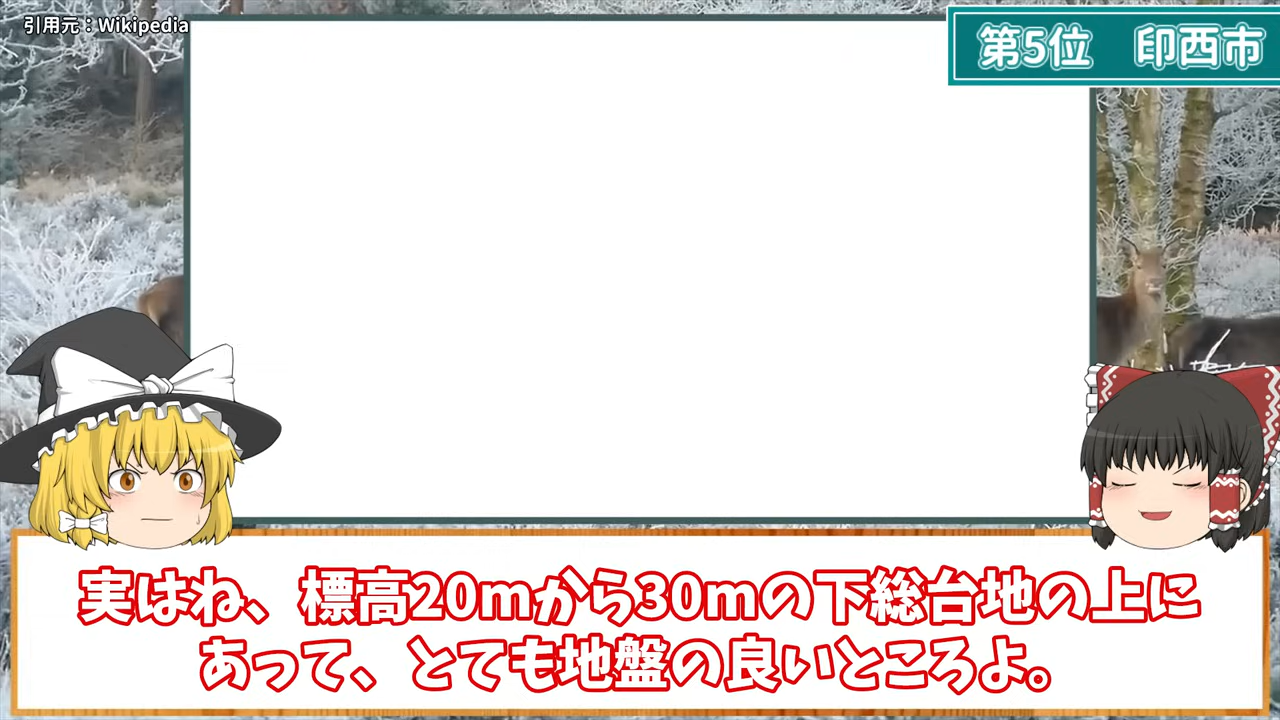 引用元：Wikipedia
第5位　印西市
実はね、標高20mから30mの下総台地の上に
あって、とても地盤の良いところよ。